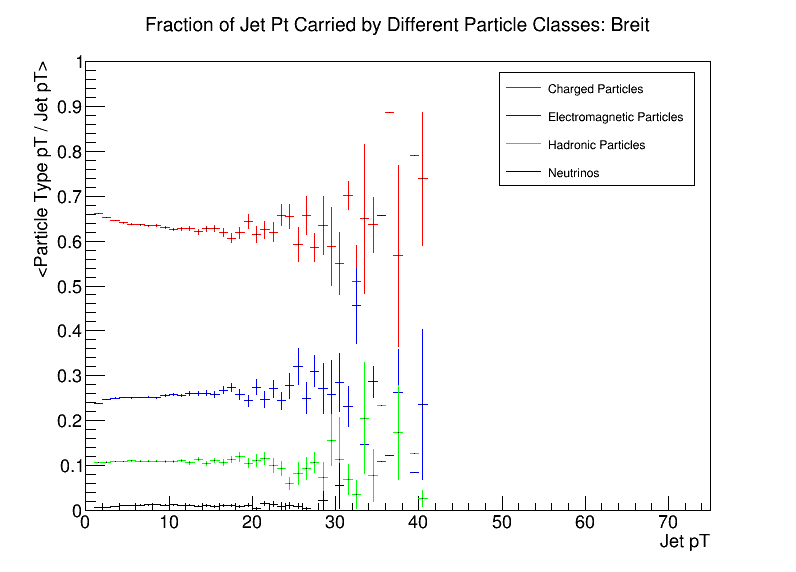 Fraction of Jet Pt Carried by Different Particle Classes: Breit
<Particle Type pT / Jet pT>
1
0.9
0.8
0.7
0.6
0.5
0.4
0.3
0.2
0.1
0
Charged Particles
Electromagnetic Particles
Hadronic Particles
Neutrinos
0 10 20 30 40 50 60 70
Jet pT